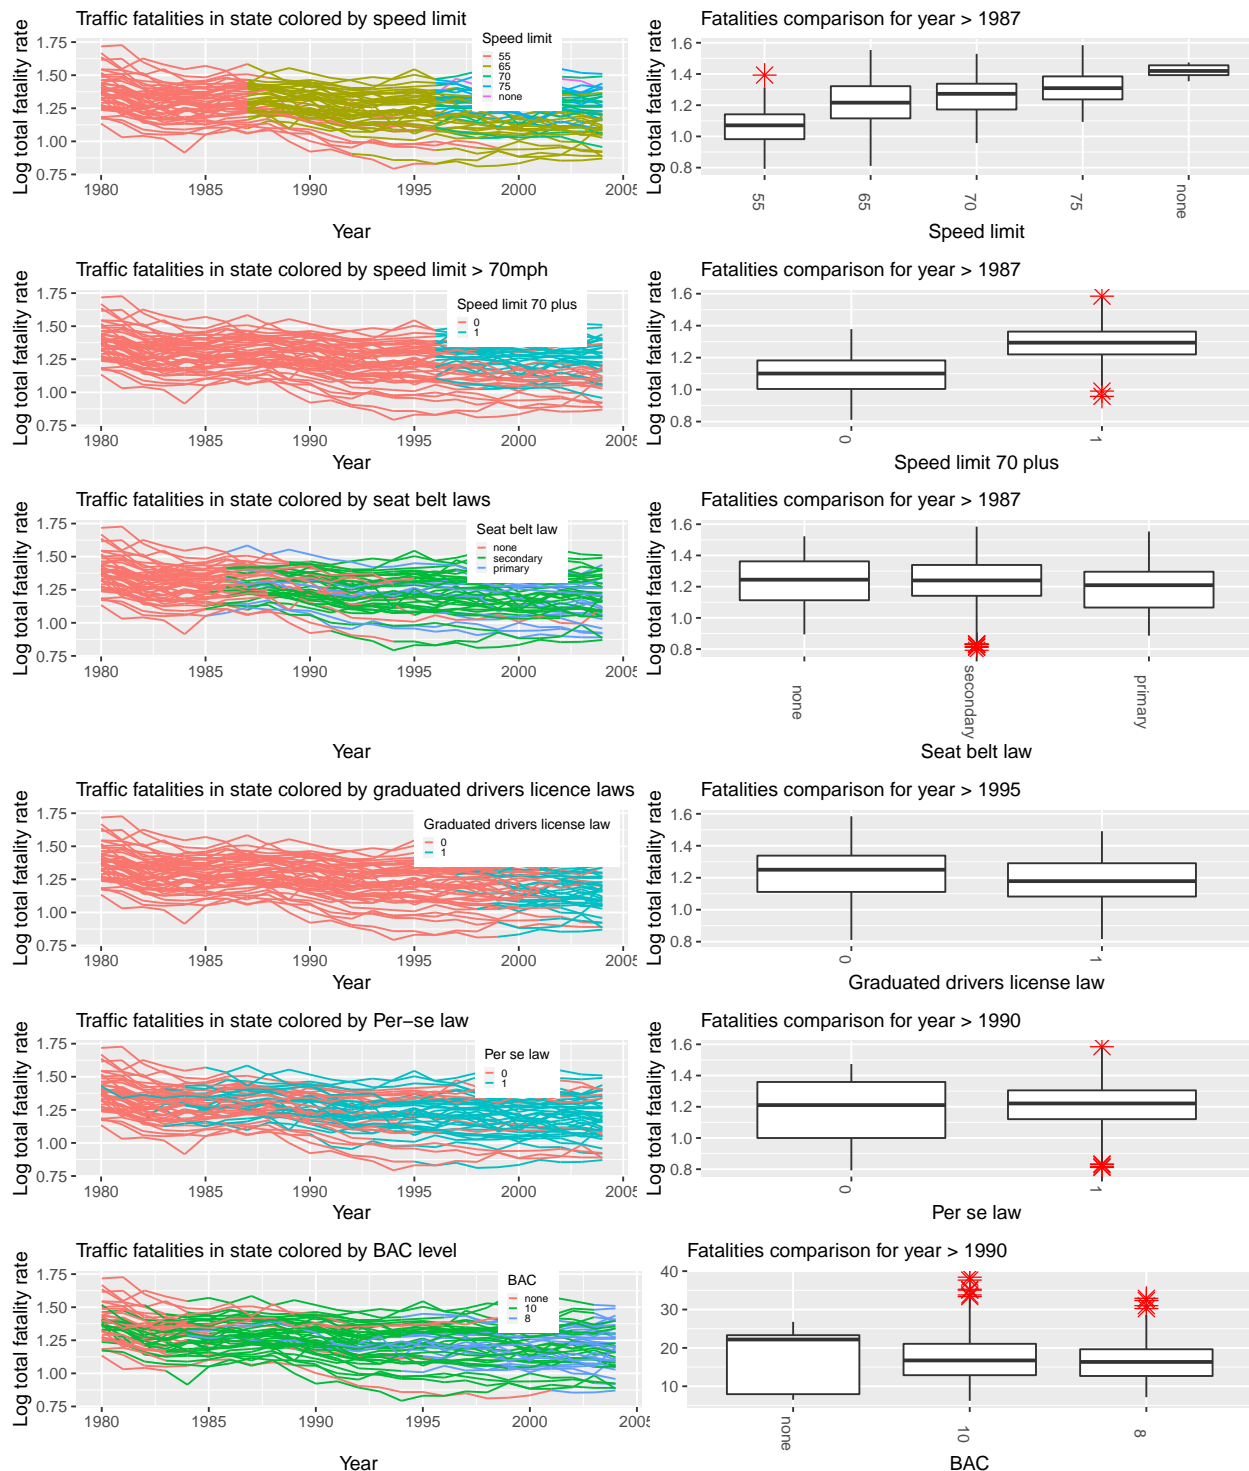 Traffic fatalities in state colored by speed limit
Log total fatality rate
1.75
1.50
1.25
1.00
0.75
Speed limit
55
65
70
75
none
1980
1985
1990
1995
2000
2005
Year
Fatalities comparison for year > 1987
Log total fatality rate
1.6
1.4
1.2
1.0
0.8
55
65
70
75
none
Speed limit
Traffic fatalities in state colored by speed limit > 70mph
Log total fatality rate
1.75
1.50
1.25
1.00
0.75
Speed limit 70 plus
0
1
1980
1985
1990
1995
2000
2005
Year
Fatalities comparison for year > 1987
Log total fatality rate
1.6
1.4
1.2
1.0
0.8
0
1
Speed limit 70 plus
Traffic fatalities in state colored by seat belt laws
Log total fatality rate
1.75
1.50
1.25
1.00
0.75
Seat belt law
none
secondary
primary
1980
1985
1990
1995
2000
2005
Year
Fatalities comparison for year > 1987
Log total fatality rate
1.6
1.4
1.2
1.0
0.8
none
secondary
primary
Seat belt law
Traffic fatalities in state colored by graduated drivers licence laws
Log total fatality rate
1.75
1.50
1.25
1.00
0.75
Graduated drivers license law
0
1
1980
1985
1990
1995
2000
2005
Year
Fatalities comparison for year > 1995
Log total fatality rate
1.6
1.4
1.2
1.0
0.8
0
1
Graduated drivers license law
Traffic fatalities in state colored by Per−se law
Log total fatality rate
1.75
1.50
1.25
1.00
0.75
Per se law
0
1
1980
1985
1990
1995
2000
2005
Year
Fatalities comparison for year > 1990
Log total fatality rate
1.6
1.4
1.2
1.0
0.8
0
1
Per se law
Traffic fatalities in state colored by BAC level
Log total fatality rate
1.75
1.50
1.25
1.00
0.75
BAC
none
10
8
1980
1985
1990
1995
2000
2005
Year
Fatalities comparison for year > 1990
Log total fatality rate
40
30
20
10
none
10
8
BAC